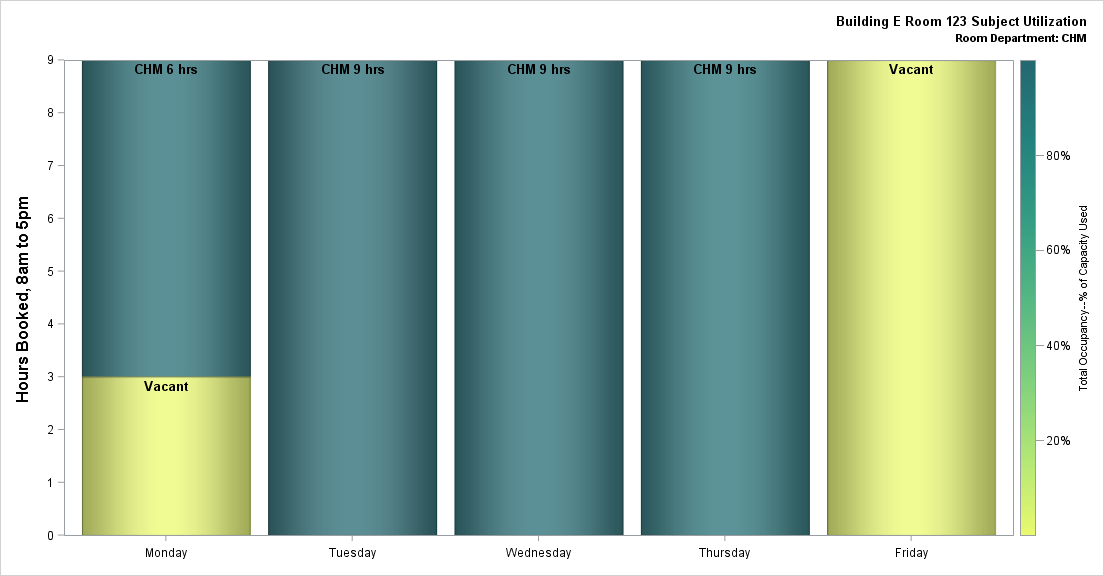 Building E Room 123 Subject Utilization
Room Department: CHM
Hours Booked, 8am to 5pm
9
8
7
6
5
4
3
2
1
0
CHM 6 hrs
CHM 9 hrs
CHM 9 hrs
CHM 9 hrs
Vacant
Vacant
Monday
Tuesday
Wednesday
Thursday
Friday
80%
60%
40%
20%
Total Occupancy--% of Capacity Used